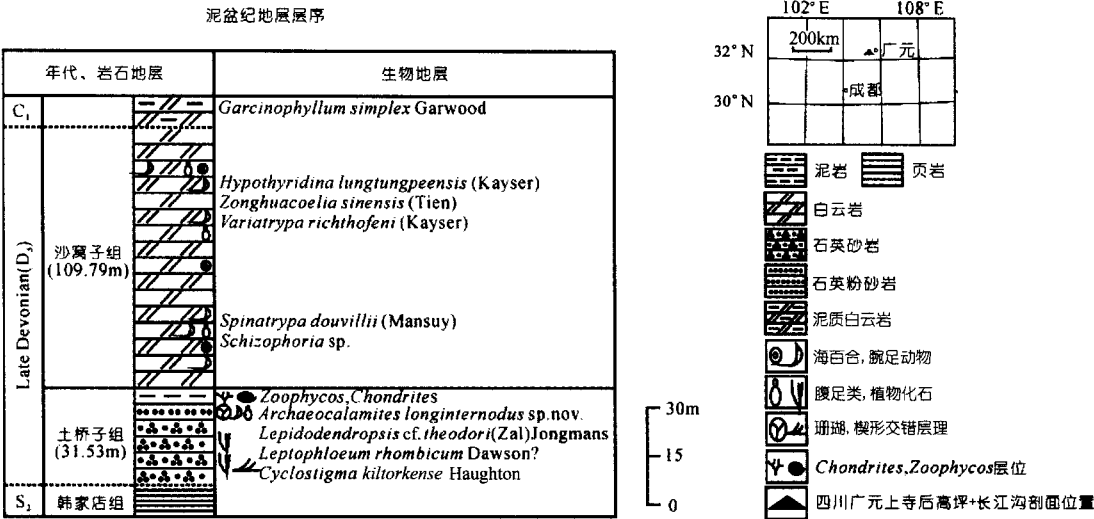 泥盆纪地层层序
年代、岩石地层
生物地层
C₁
Garcinophyllum simplex Garwood
Late Devonian(D₃)
沙窝子组
(109.79m)
Hypothyridina lungtungpeensis (Kayser)
Zonghuacoelia sinensis (Tien)
Variatrypa richthofeni (Kayser)
Spinatrypa douvillii (Mansuy)
Schizophoria sp.
土桥子组
(31.53m)
Zoophycos,Chondrites
Archaeocalamites longinternodus sp.nov.
Lepidodendropsis cf.theodori(Zal)Jongmans
Leptophloeum rhombicum Dawson?
Cyclostigma kiltorkense Haughton
S₂
韩家店组
30m
15
0
102°E
108°E
200km
32°N
广元
成都
30°N
泥岩
页岩
白云岩
石英砂岩
石英粉砂岩
泥质白云岩
海百合,腕足动物
腹足类,植物化石
珊瑚,楔形交错层理
Chondrites,Zoophycos层位
四川广元上寺后高坪+长江沟剖面位置